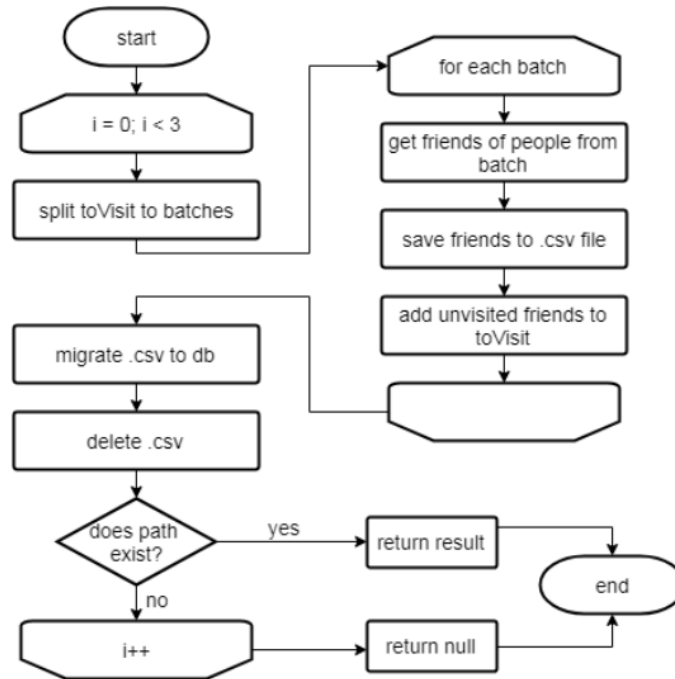 start
i = 0; i < 3
split toVisit to batches
for each batch
get friends of people from
batch
save friends to .csv file
add unvisited friends to
toVisit
migrate .csv to db
delete .csv
does path
exist?
yes
return result
no
i++
return null
end